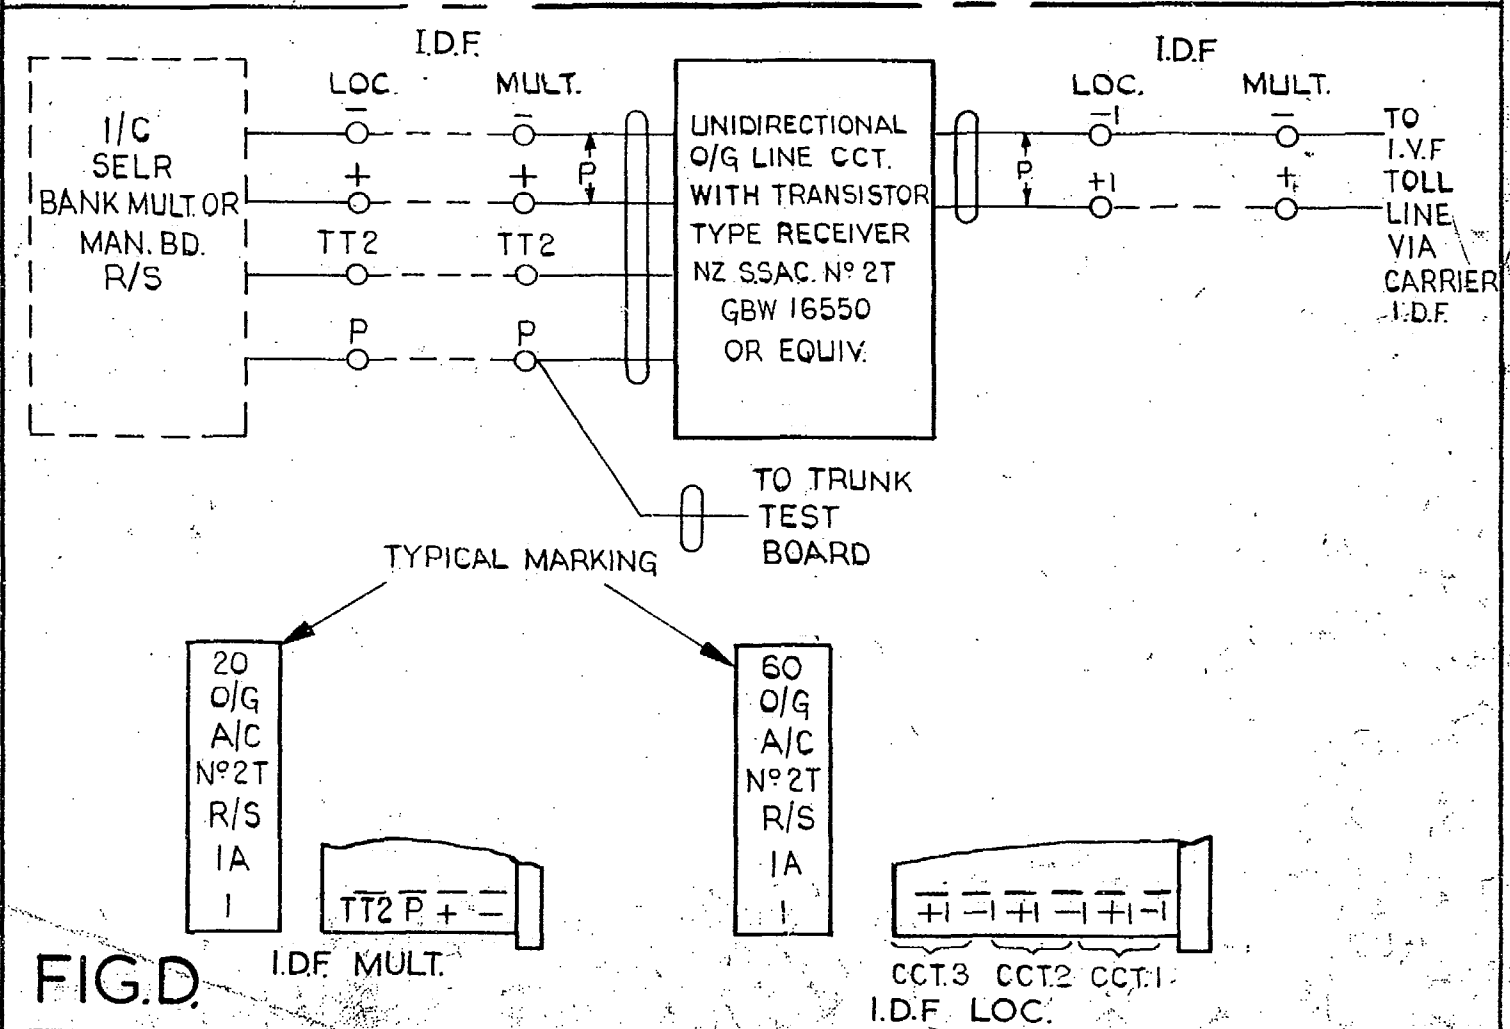 I.D.F.
I.D.F
LOC.
MULT.
LOC.
MULT.
I/C
SELR
BANK MULT. OR
MAN. BD.
R/S
−
−
+
+
P
TT2
TT2
P
P
UNIDIRECTIONAL
O/G LINE CCT.
WITH TRANSISTOR
TYPE RECEIVER
NZ S.SAC. Nº 2T
GBW 16550
OR EQUIV.
−1
−
P
+1
+
TO
I.V.F
TOLL
LINE
VIA
CARRIER
I.D.F.
TO TRUNK
TEST
BOARD
TYPICAL MARKING
20
O/G
A/C
Nº2T
R/S
1A
1
TT2 P + −
I.D.F. MULT.
60
O/G
A/C
Nº2T
R/S
1A
1
+1 −1 +1 −1 +1 −1
CCT.3 CCT.2 CCT.1
I.D.F LOC.
FIG.D.